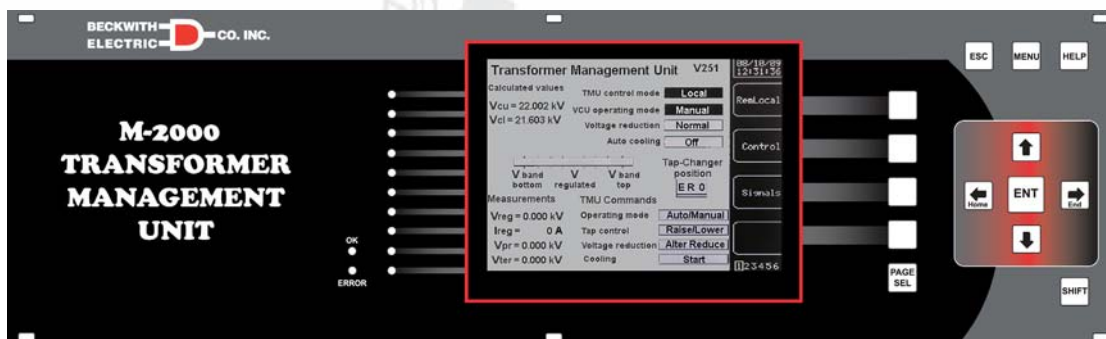 BECKWITH
ELECTRIC CO. INC.
M-2000
TRANSFORMER
MANAGEMENT
UNIT
OK
ERROR
Transformer Management Unit V251
08/18/09
12:31:36
Calculated values
Vcu = 22.002 kV
Vcl = 21.603 kV
TMU control mode Local
VCU operating mode Manual
Voltage reduction Normal
Auto cooling Off
V band bottom
V regulated
V band top
Tap-Changer position
E R 0
Measurements
Vreg = 0.000 kV
Ireg = 0 A
Vpr = 0.000 kV
Vter = 0.000 kV
TMU Commands
Operating mode Auto/Manual
Tap control Raise/Lower
Voltage reduction Alter Reduce
Cooling Start
RemLocal
Control
Signals
123456
PAGE
SEL
ESC MENU HELP
Home ENT End
SHIFT